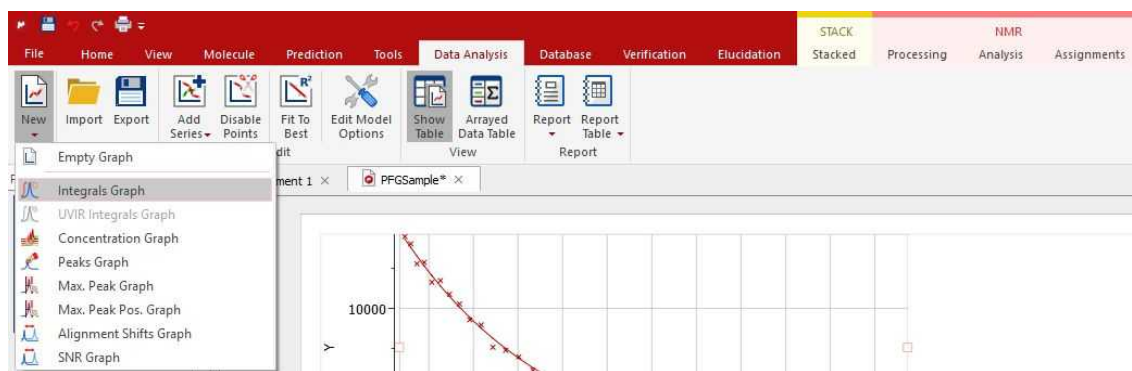 STACK NMR
File Home View Molecule Prediction Tools Data Analysis Database Verification Elucidation Stacked Processing Analysis Assignments
New Import Export Add Series Disable Points Fit To Best Edit Model Options Show Table Arrayed Data Table Report Report Table
dit View Report
Empty Graph
ment 1 PFGSample*
Integrals Graph
UVIR Integrals Graph
Concentration Graph
Peaks Graph
Max. Peak Graph
Max. Peak Pos. Graph
Alignment Shifts Graph
SNR Graph
10000
Y